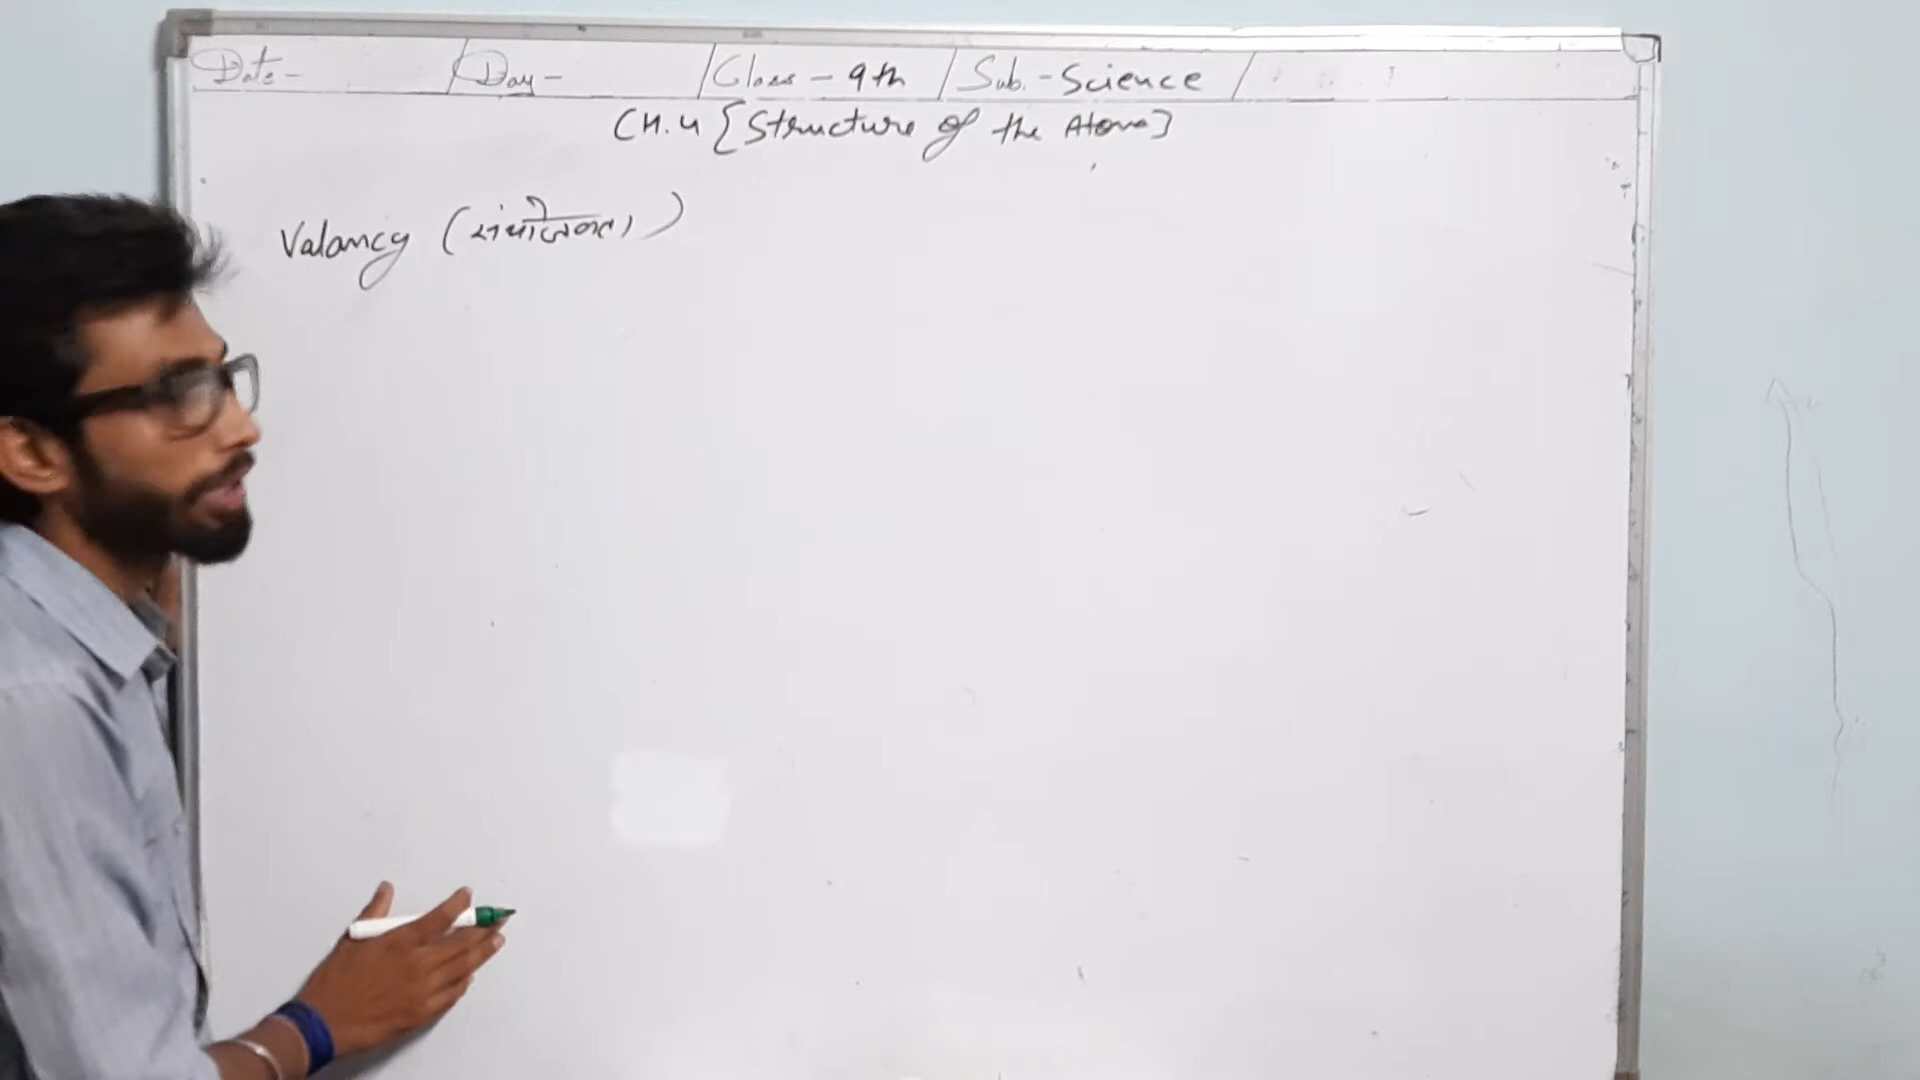 Date - / Day - / Class - 9th / Sub. - Science /
CH.4 [Structure of the Atom]
Valancy (संयोजकता)